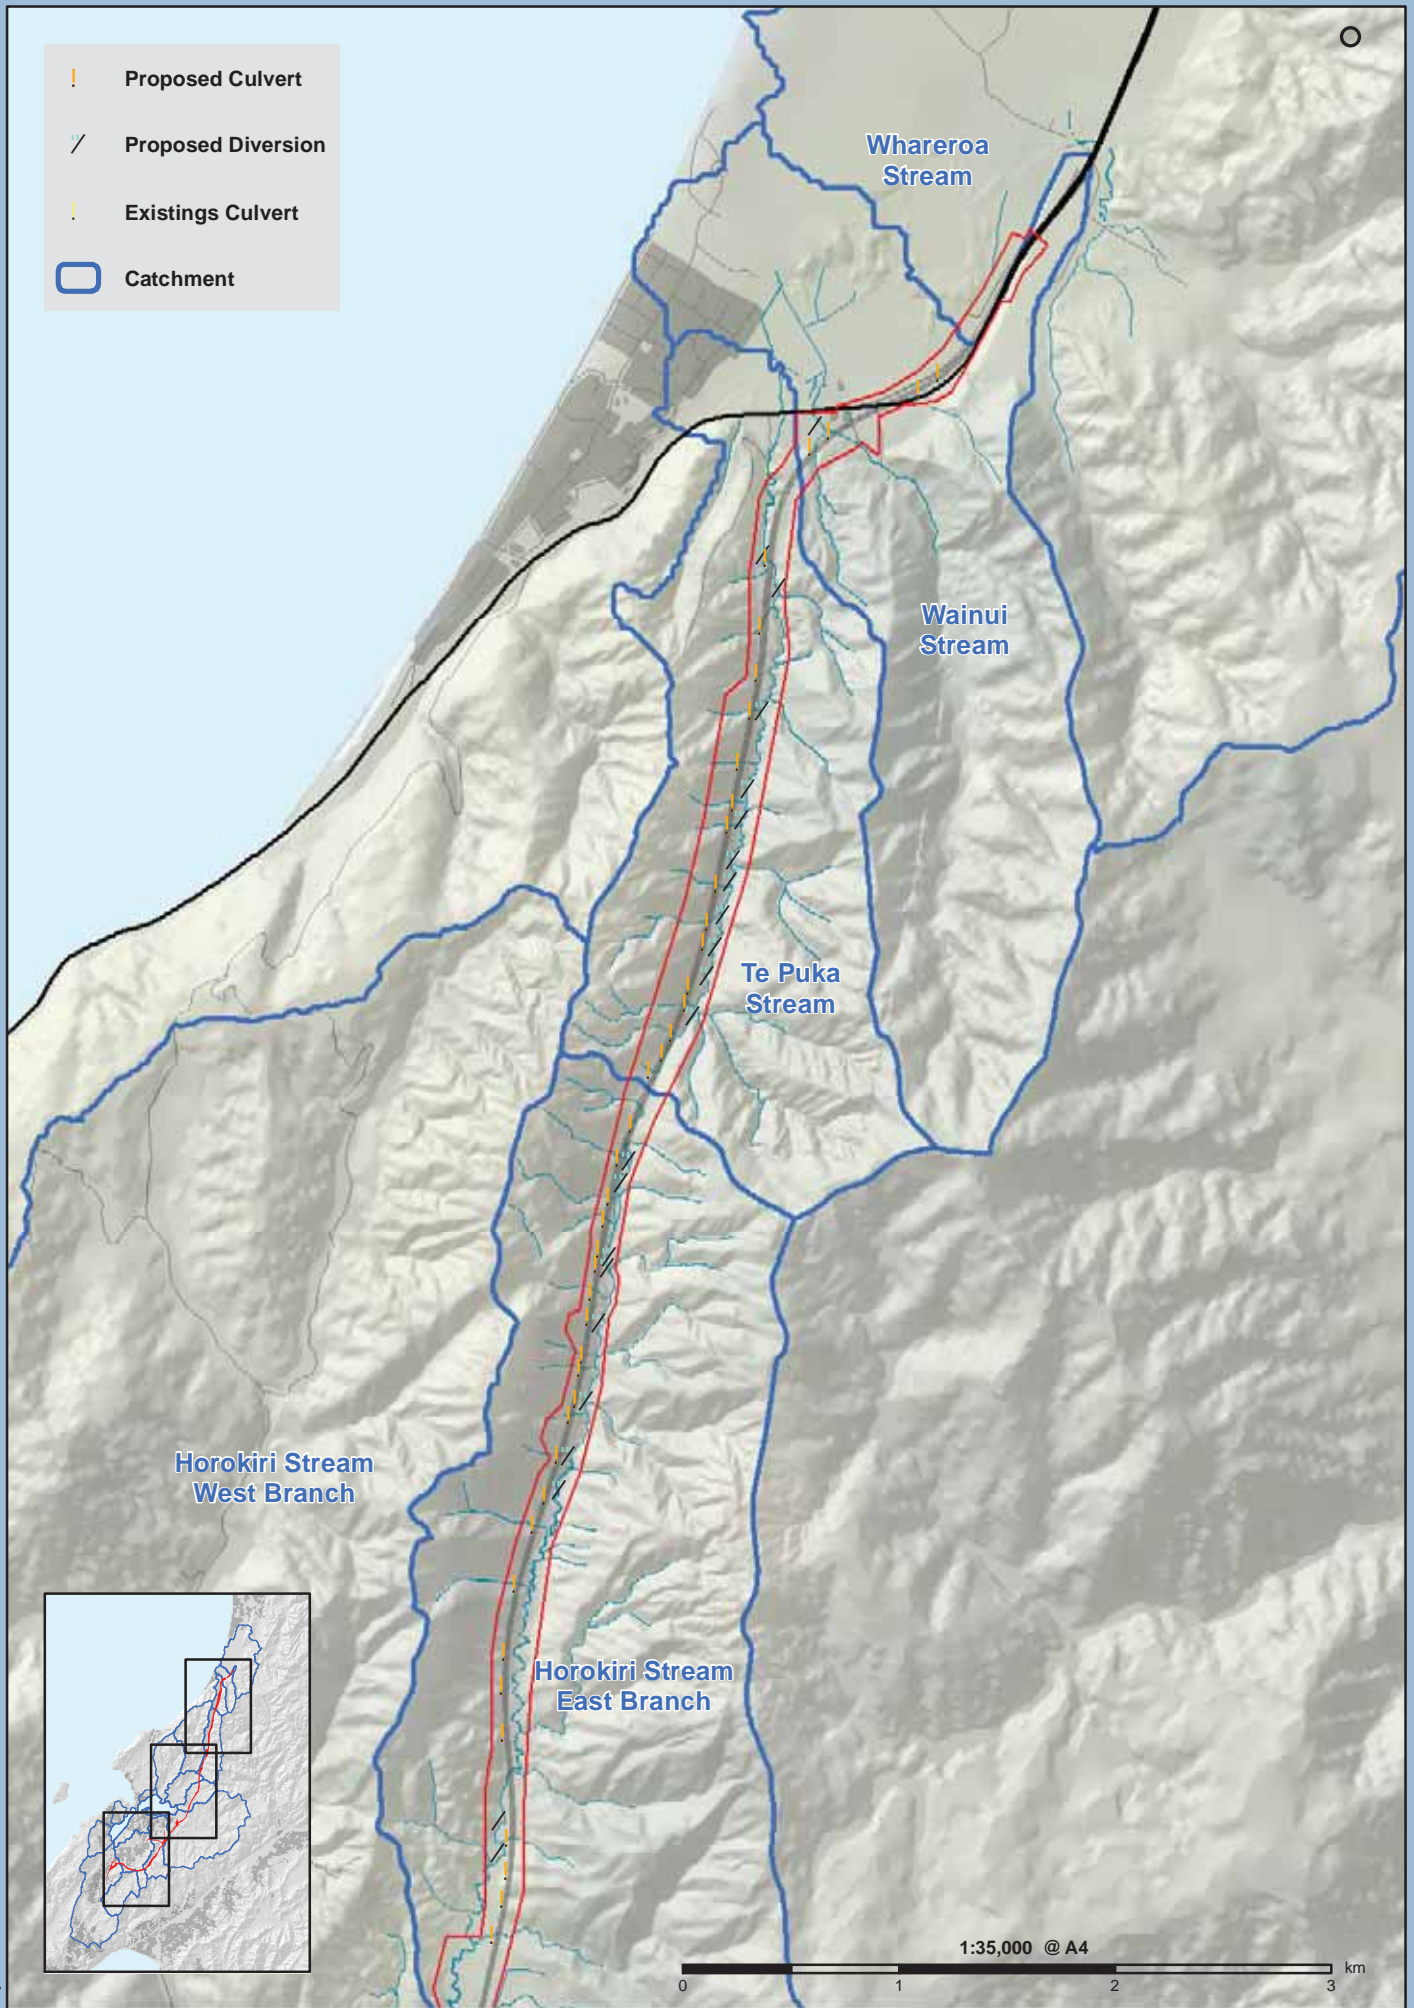 Proposed Culvert
Proposed Diversion
Existings Culvert
Catchment
Whareroa
Stream
Wainui
Stream
Te Puka
Stream
Horokiri Stream
West Branch
Horokiri Stream
East Branch
1:35,000 @ A4
km
0 1 2 3